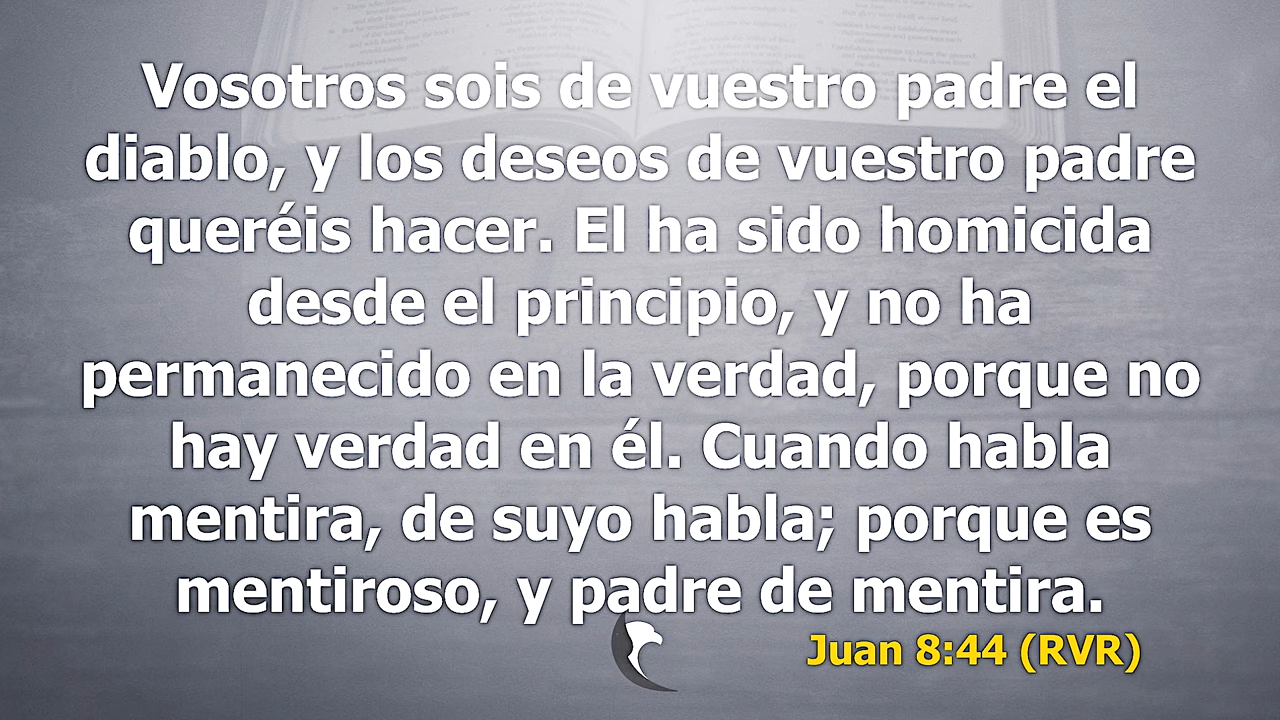 Vosotros sois de vuestro padre el
diablo, y los deseos de vuestro padre
queréis hacer. El ha sido homicida
desde el principio, y no ha
permanecido en la verdad, porque no
hay verdad en él. Cuando habla
mentira, de suyo habla; porque es
mentiroso, y padre de mentira.
Juan 8:44 (RVR)